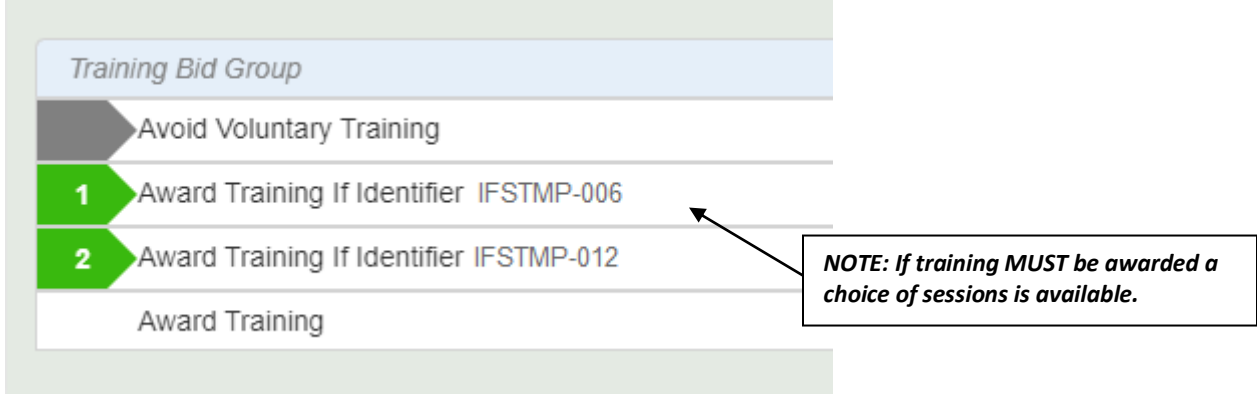 Training Bid Group
Avoid Voluntary Training
1 Award Training If Identifier IFSTMP-006
2 Award Training If Identifier IFSTMP-012
Award Training
NOTE: If training MUST be awarded a
choice of sessions is available.